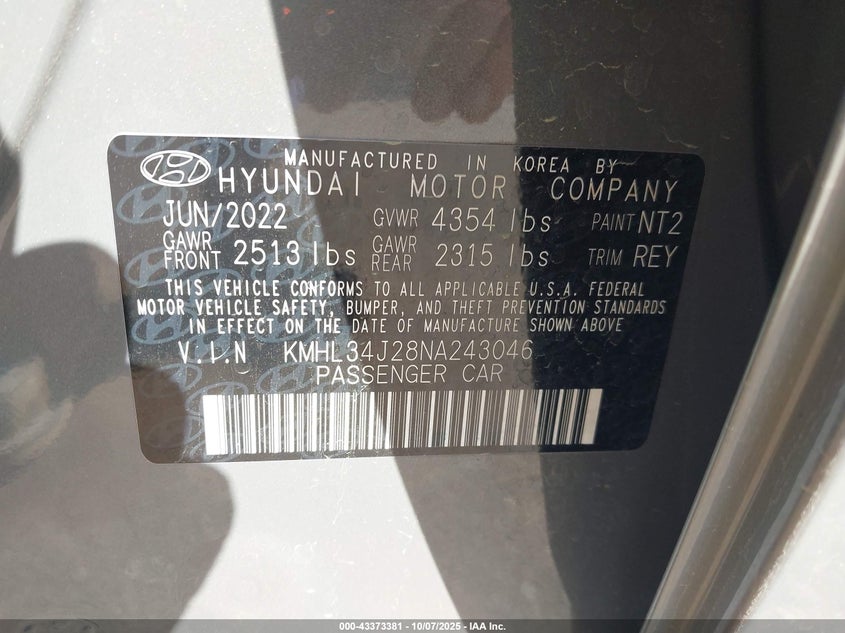 MANUFACTURED IN KOREA BY
HYUNDAI MOTOR COMPANY
JUN/2022 GVWR 4354 lbs PAINT NT2
GAWR FRONT 2513 lbs GAWR REAR 2315 lbs TRIM REY
THIS VEHICLE CONFORMS TO ALL APPLICABLE U.S.A. FEDERAL
MOTOR VEHICLE SAFETY, BUMPER, AND THEFT PREVENTION STANDARDS
IN EFFECT ON THE DATE OF MANUFACTURE SHOWN ABOVE
V.I.N KMHL34J28NA243046
PASSENGER CAR
000-43373381 - 10/07/2025 - IAA Inc.